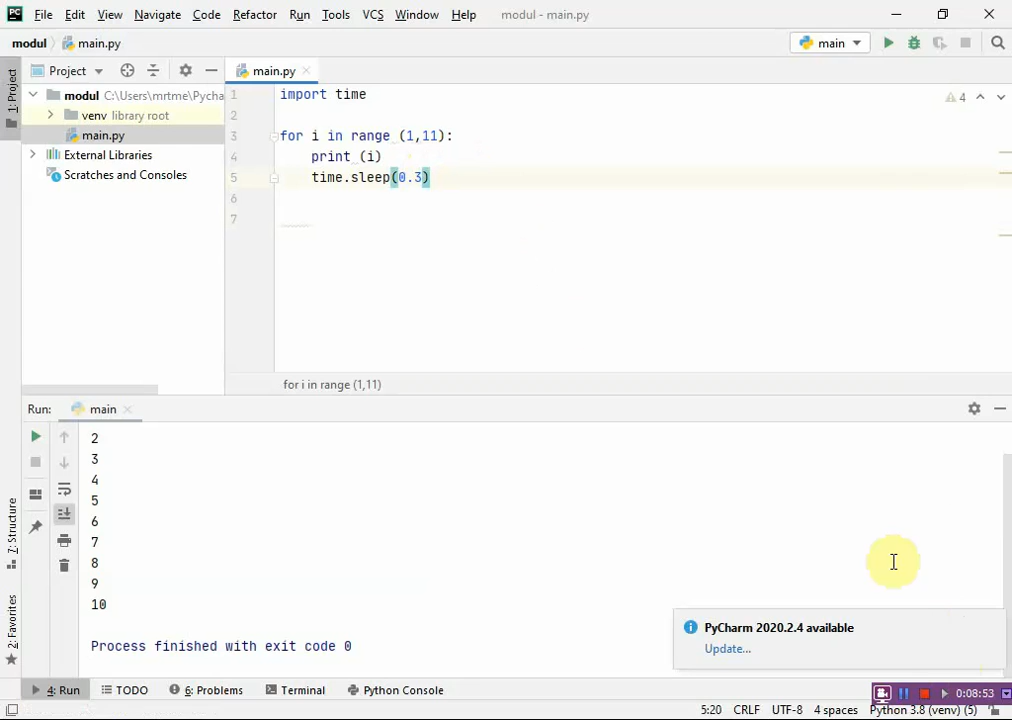 PC File Edit View Navigate Code Refactor Run Tools VCS Window Help modul - main.py
modul main.py main
1: Project
Project main.py
modul C:\Users\mrtme\Pycha
venv library root
main.py
External Libraries
Scratches and Consoles
4
1 import time
2
3 for i in range (1,11):
4 print (i)
5 time.sleep(0.3)
6
7
for i in range (1,11)
Run: main
2
3
4
5
6
7
8
9
10
Process finished with exit code 0
7: Structure
2: Favorites
PyCharm 2020.2.4 available
Update...
4: Run TODO 6: Problems Terminal Python Console
0:08:53
5:20 CRLF UTF-8 4 spaces Python 3.8 (venv) (5)